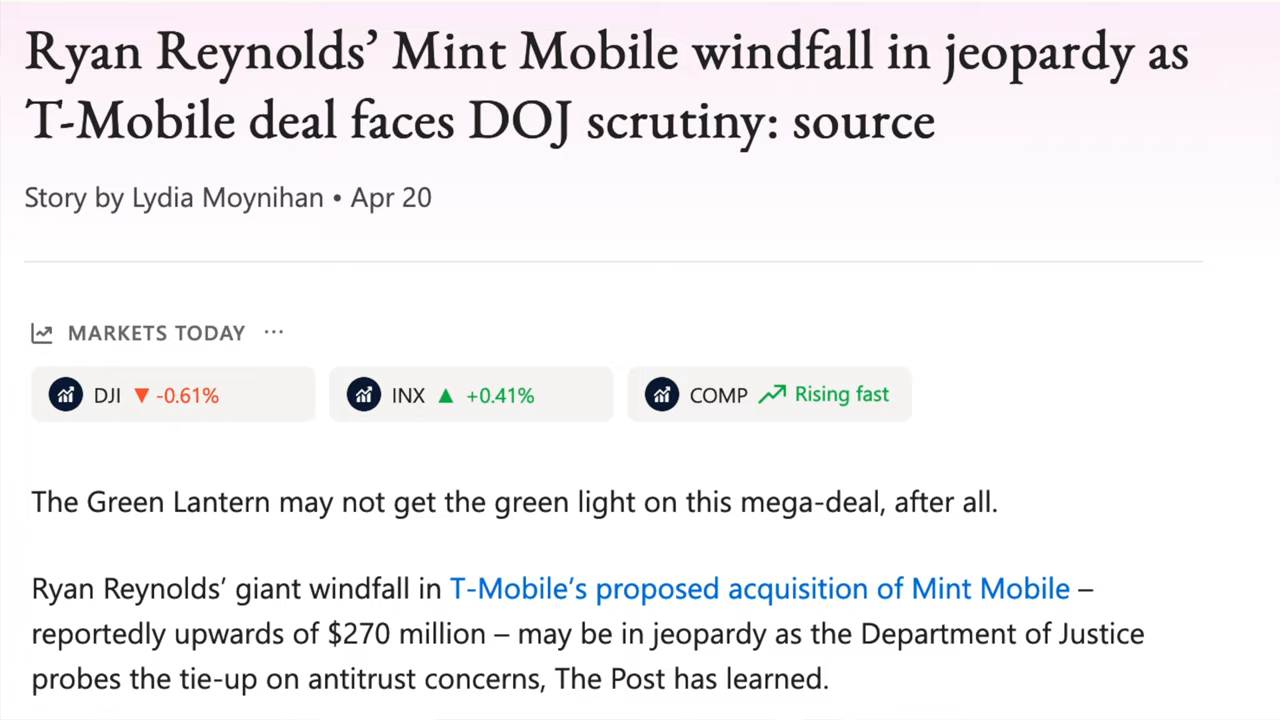 Ryan Reynolds’ Mint Mobile windfall in jeopardy as
T-Mobile deal faces DOJ scrutiny: source
Story by Lydia Moynihan • Apr 20
MARKETS TODAY ...
DJI ▼ -0.61% INX ▲ +0.41% COMP Rising fast
The Green Lantern may not get the green light on this mega-deal, after all.
Ryan Reynolds’ giant windfall in T-Mobile’s proposed acquisition of Mint Mobile –
reportedly upwards of $270 million – may be in jeopardy as the Department of Justice
probes the tie-up on antitrust concerns, The Post has learned.